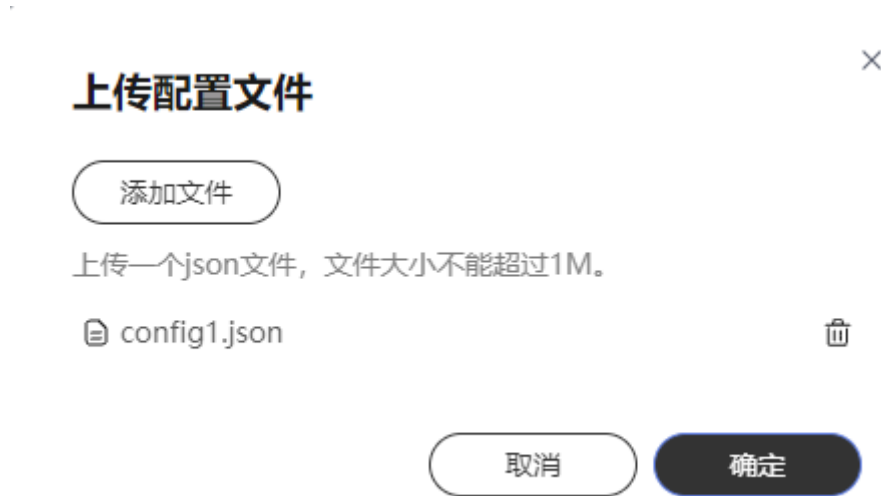 上传配置文件
添加文件
上传一个json文件，文件大小不能超过1M。
config1.json
取消
确定